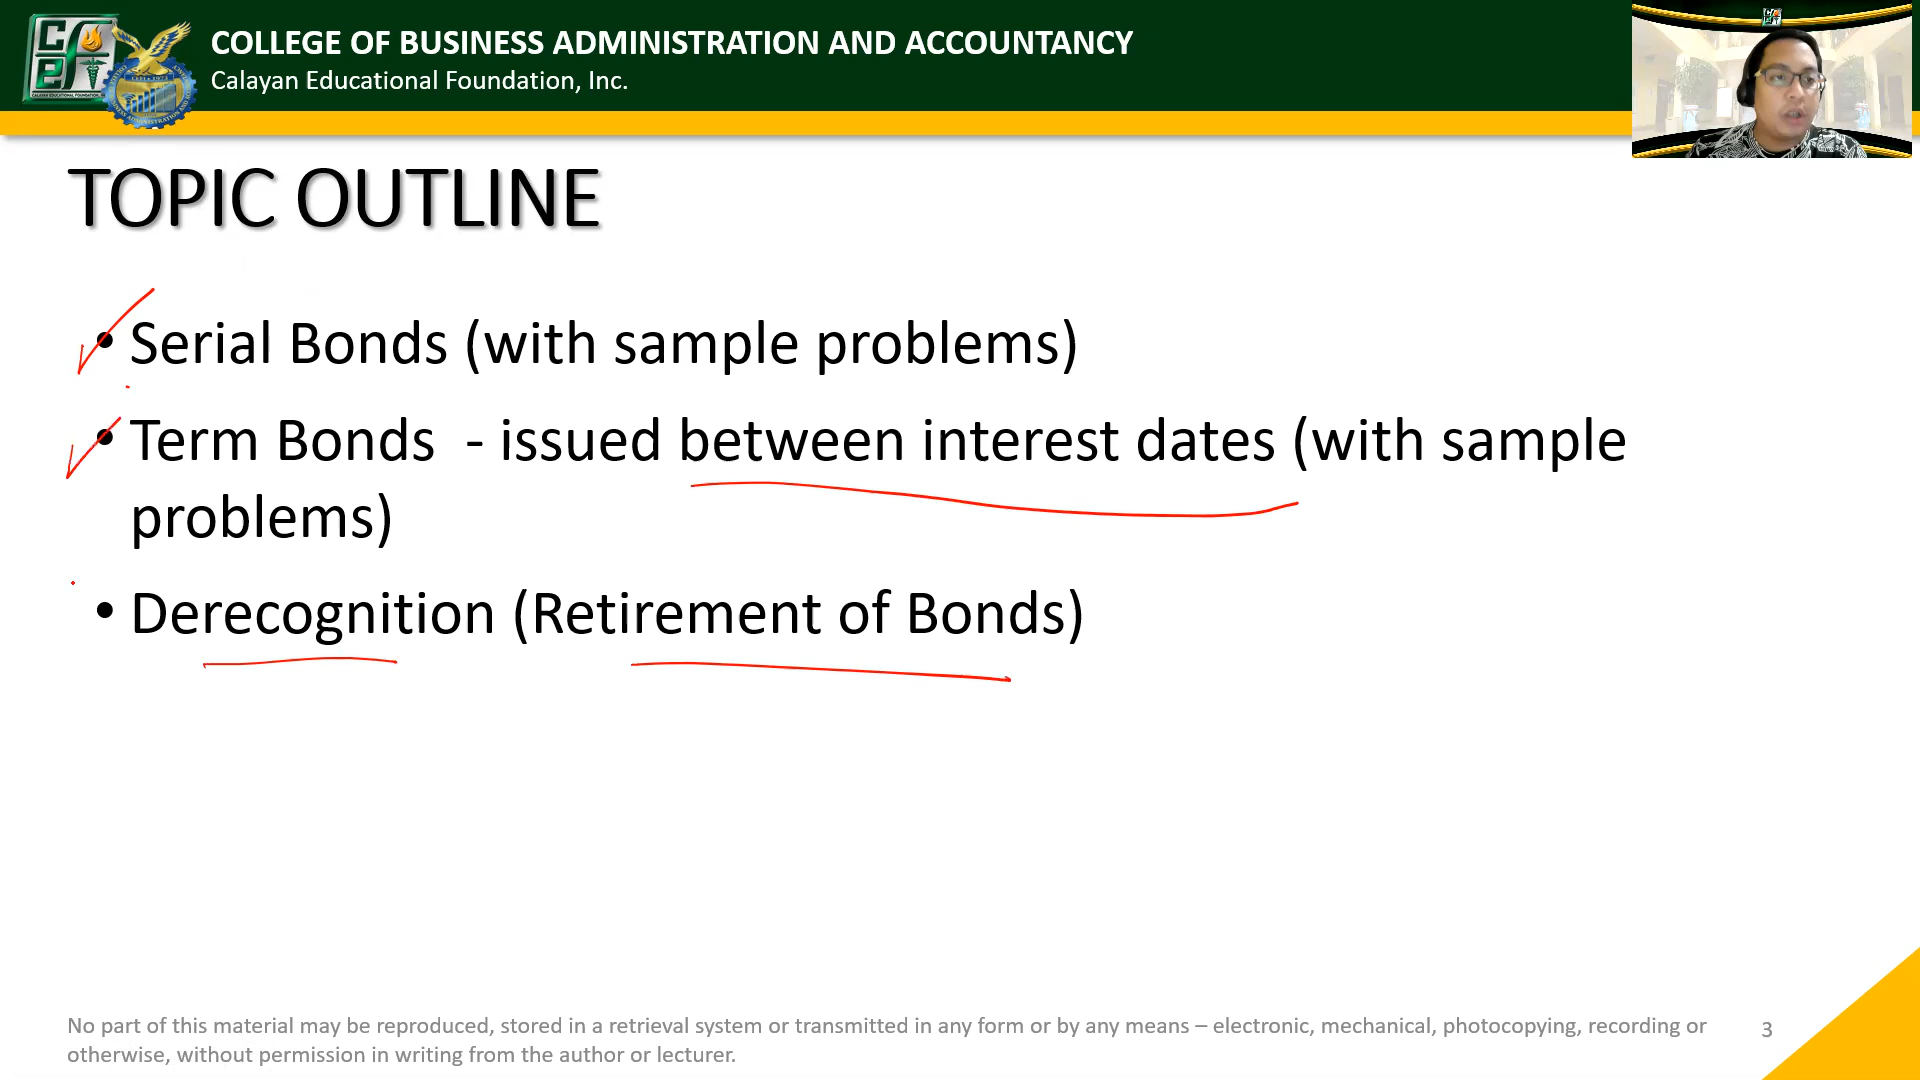 COLLEGE OF BUSINESS ADMINISTRATION AND ACCOUNTANCY
Calayan Educational Foundation, Inc.
TOPIC OUTLINE
• Serial Bonds (with sample problems)
• Term Bonds - issued between interest dates (with sample
problems)
• Derecognition (Retirement of Bonds)
No part of this material may be reproduced, stored in a retrieval system or transmitted in any form or by any means – electronic, mechanical, photocopying, recording or
otherwise, without permission in writing from the author or lecturer.
3